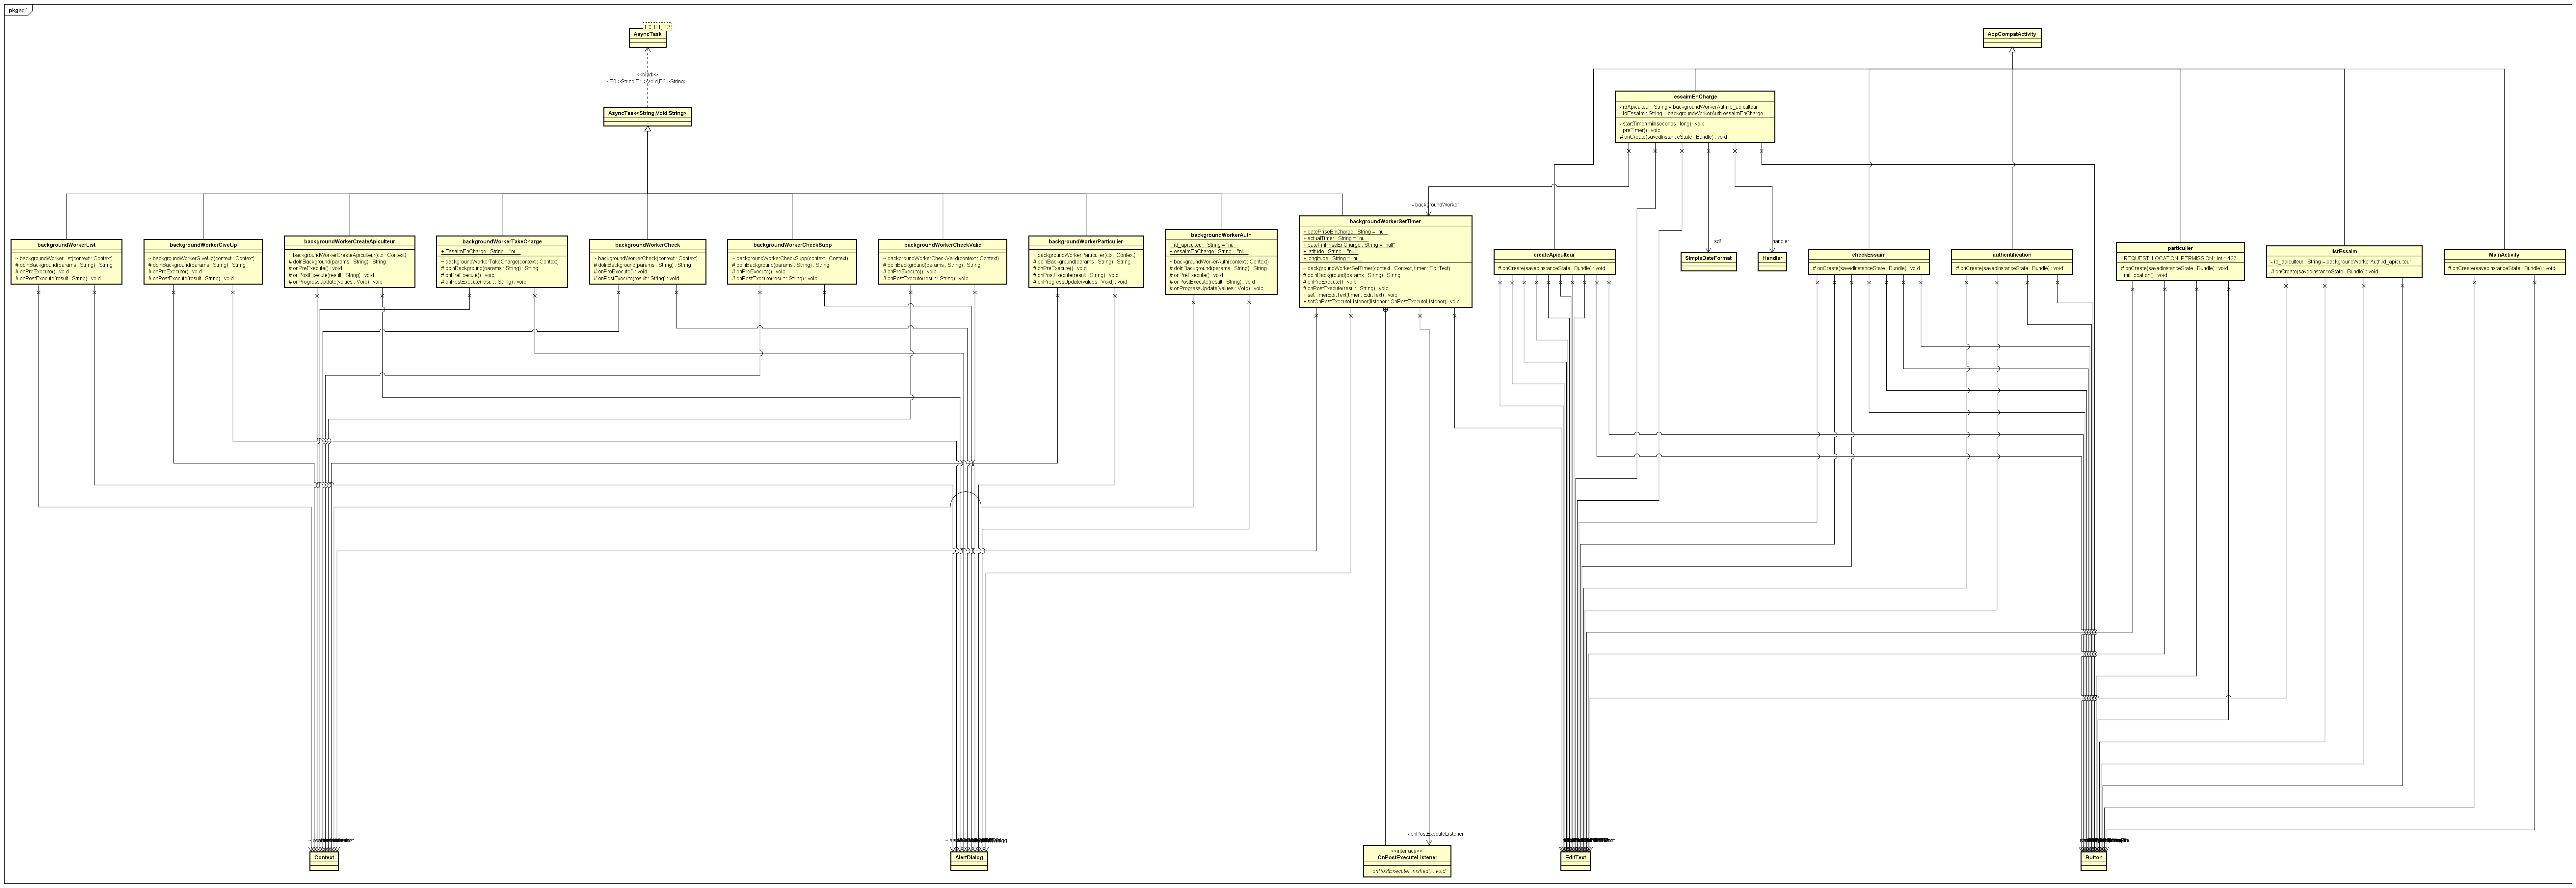 pkg ap4
E0, E1, E2
AsyncTask
<<bind>>
<E0->String,E1->Void,E2->String>
AsyncTask<String,Void,String>
AppCompatActivity
essaimEnCharge
- idApiculteur : String = backgroundWorkerAuth.id_apiculteur
- idEssaim : String = backgroundWorkerAuth.essaimEnCharge
- startTimer(milliseconds : long) : void
- preTimer() : void
# onCreate(savedInstanceState : Bundle) : void
- backgroundWorker
- sdf
- handler
backgroundWorkerList
~ backgroundWorkerList(context : Context)
# doInBackground(params : String) : String
# onPreExecute() : void
# onPostExecute(result : String) : void
backgroundWorkerGiveUp
~ backgroundWorkerGiveUp(context : Context)
# doInBackground(params : String) : String
# onPreExecute() : void
# onPostExecute(result : String) : void
backgroundWorkerCreateApiculteur
~ backgroundWorkerCreateApiculteur(ctx : Context)
# doInBackground(params : String) : String
# onPreExecute() : void
# onPostExecute(result : String) : void
# onProgressUpdate(values : Void) : void
backgroundWorkerTakeCharge
+ EssaimEnCharge : String = "null"
~ backgroundWorkerTakeCharge(context : Context)
# doInBackground(params : String) : String
# onPreExecute() : void
# onPostExecute(result : String) : void
backgroundWorkerCheck
~ backgroundWorkerCheck(context : Context)
# doInBackground(params : String) : String
# onPreExecute() : void
# onPostExecute(result : String) : void
backgroundWorkerCheckSupp
~ backgroundWorkerCheckSupp(context : Context)
# doInBackground(params : String) : String
# onPreExecute() : void
# onPostExecute(result : String) : void
backgroundWorkerCheckValid
~ backgroundWorkerCheckValid(context : Context)
# doInBackground(params : String) : String
# onPreExecute() : void
# onPostExecute(result : String) : void
backgroundWorkerParticulier
~ backgroundWorkerParticulier(ctx : Context)
# doInBackground(params : String) : String
# onPreExecute() : void
# onPostExecute(result : String) : void
# onProgressUpdate(values : Void) : void
backgroundWorkerAuth
+ id_apiculteur : String = "null"
+ essaimEnCharge : String = "null"
~ backgroundWorkerAuth(context : Context)
# doInBackground(params : String) : String
# onPreExecute() : void
# onPostExecute(result : String) : void
# onProgressUpdate(values : Void) : void
backgroundWorkerSetTimer
+ datePriseEnCharge : String = "null"
+ actualTimer : String = "null"
+ dateFinPriseEnCharge : String = "null"
+ latitude : String = "null"
+ longitude : String = "null"
~ backgroundWorkerSetTimer(context : Context, timer : EditText)
# doInBackground(params : String) : String
# onPreExecute() : void
# onPostExecute(result : String) : void
+ setTimerEditText(timer : EditText) : void
+ setOnPostExecuteListener(listener : OnPostExecuteListener) : void
createApiculteur
# onCreate(savedInstanceState : Bundle) : void
SimpleDateFormat
Handler
checkEssaim
# onCreate(savedInstanceState : Bundle) : void
authentification
# onCreate(savedInstanceState : Bundle) : void
particulier
- REQUEST_LOCATION_PERMISSION : int = 123
# onCreate(savedInstanceState : Bundle) : void
- initLocation() : void
listEssaim
- id_apiculteur : String = backgroundWorkerAuth.id_apiculteur
# onCreate(savedInstanceState : Bundle) : void
MainActivity
# onCreate(savedInstanceState : Bundle) : void
- onPostExecuteListener
Context
AlertDialog
<<interface>>
OnPostExecuteListener
+ onPostExecuteFinished() : void
EditText
Button